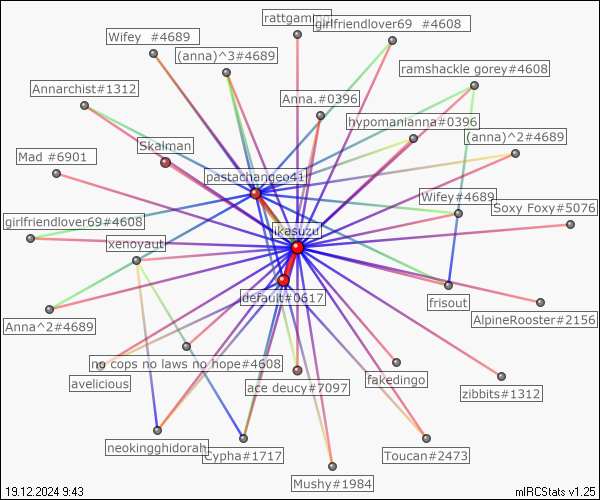 rattgami
girlfriendlover69 #4608
Wifey #4689
(anna)^3#4689
ramshackle gorey#4608
Annarchist#1312
Anna.#0396
hypomanianna#0396
(anna)^2#4689
Skalman
Mad #6901
pastachangeo41
Wifey#4689
Soxy Foxy#5076
girlfriendlover69#4608
ikasuzu
xenoyaut
default#0617
frisout
AlpineRooster#2156
Anna^2#4689
no cops no laws no hope#4608
avelicious
ace deucy#7097
fakedingo
zibbits#1312
neokingghidorah
Cypha#1717
Toucan#2473
Mushy#1984
19.12.2024 9:43
mIRCStats v1.25